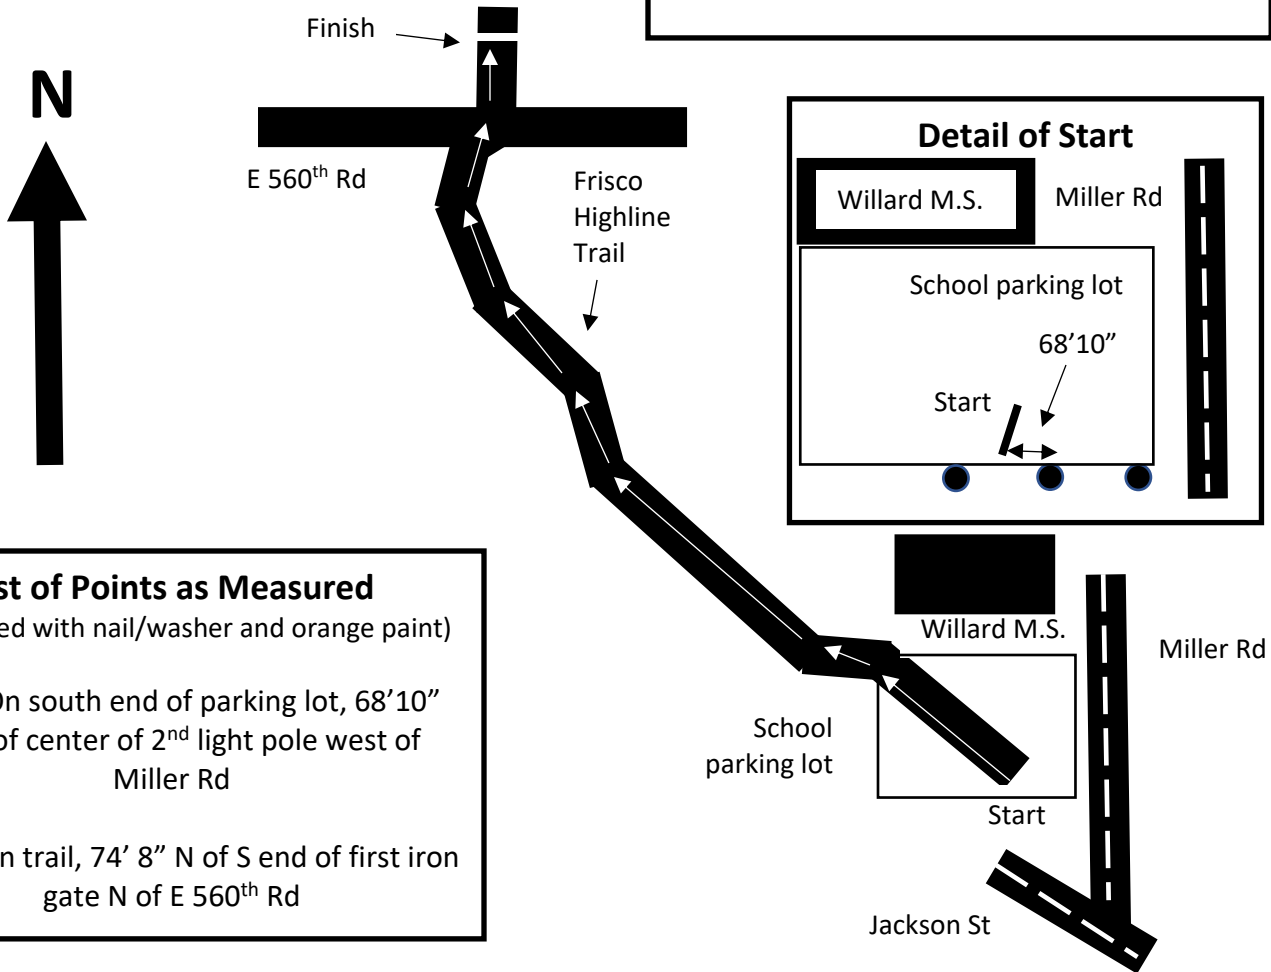 Finish
N
E 560th Rd
Frisco
Highline
Trail
Detail of Start
Willard M.S.
Miller Rd
School parking lot
68’10”
Start
st of Points as Measured
ed with nail/washer and orange paint)
On south end of parking lot, 68’10”
of center of 2nd light pole west of
Miller Rd
n trail, 74’ 8” N of S end of first iron
gate N of E 560th Rd
Willard M.S.
Miller Rd
School
parking lot
Start
Jackson St